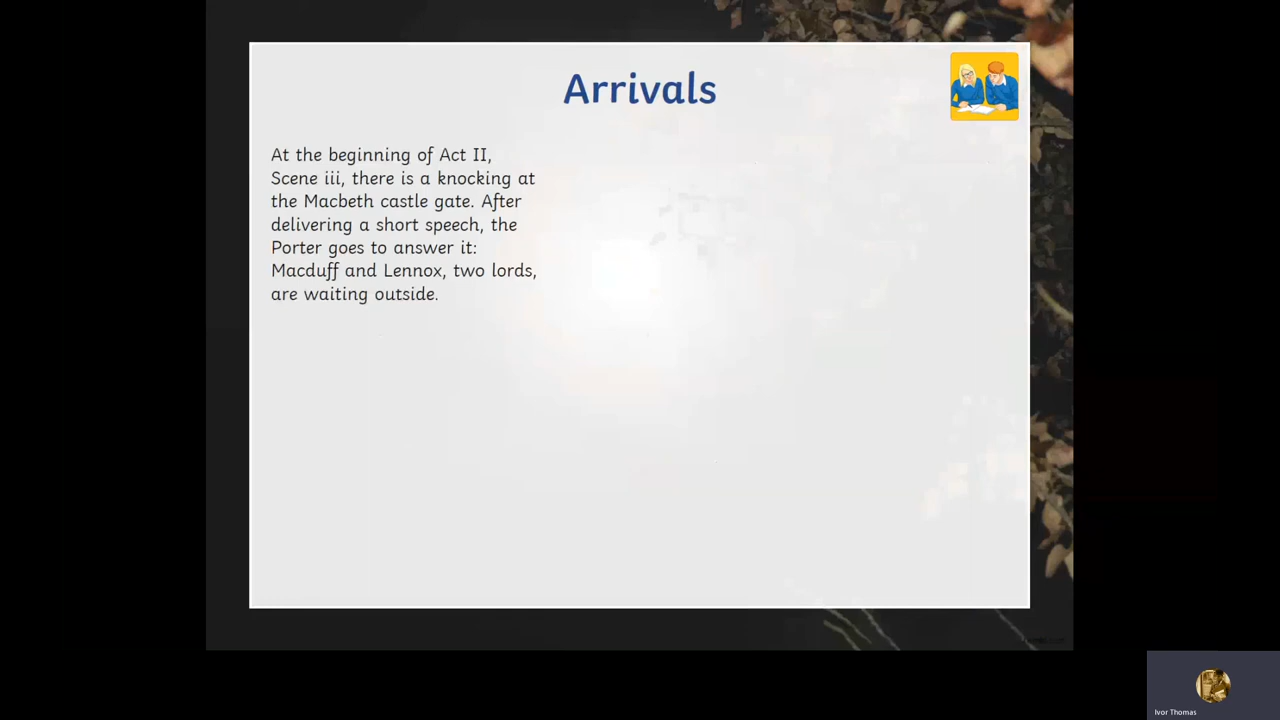 Arrivals
At the beginning of Act II,
Scene iii, there is a knocking at
the Macbeth castle gate. After
delivering a short speech, the
Porter goes to answer it:
Macduff and Lennox, two lords,
are waiting outside.
Ivor Thomas